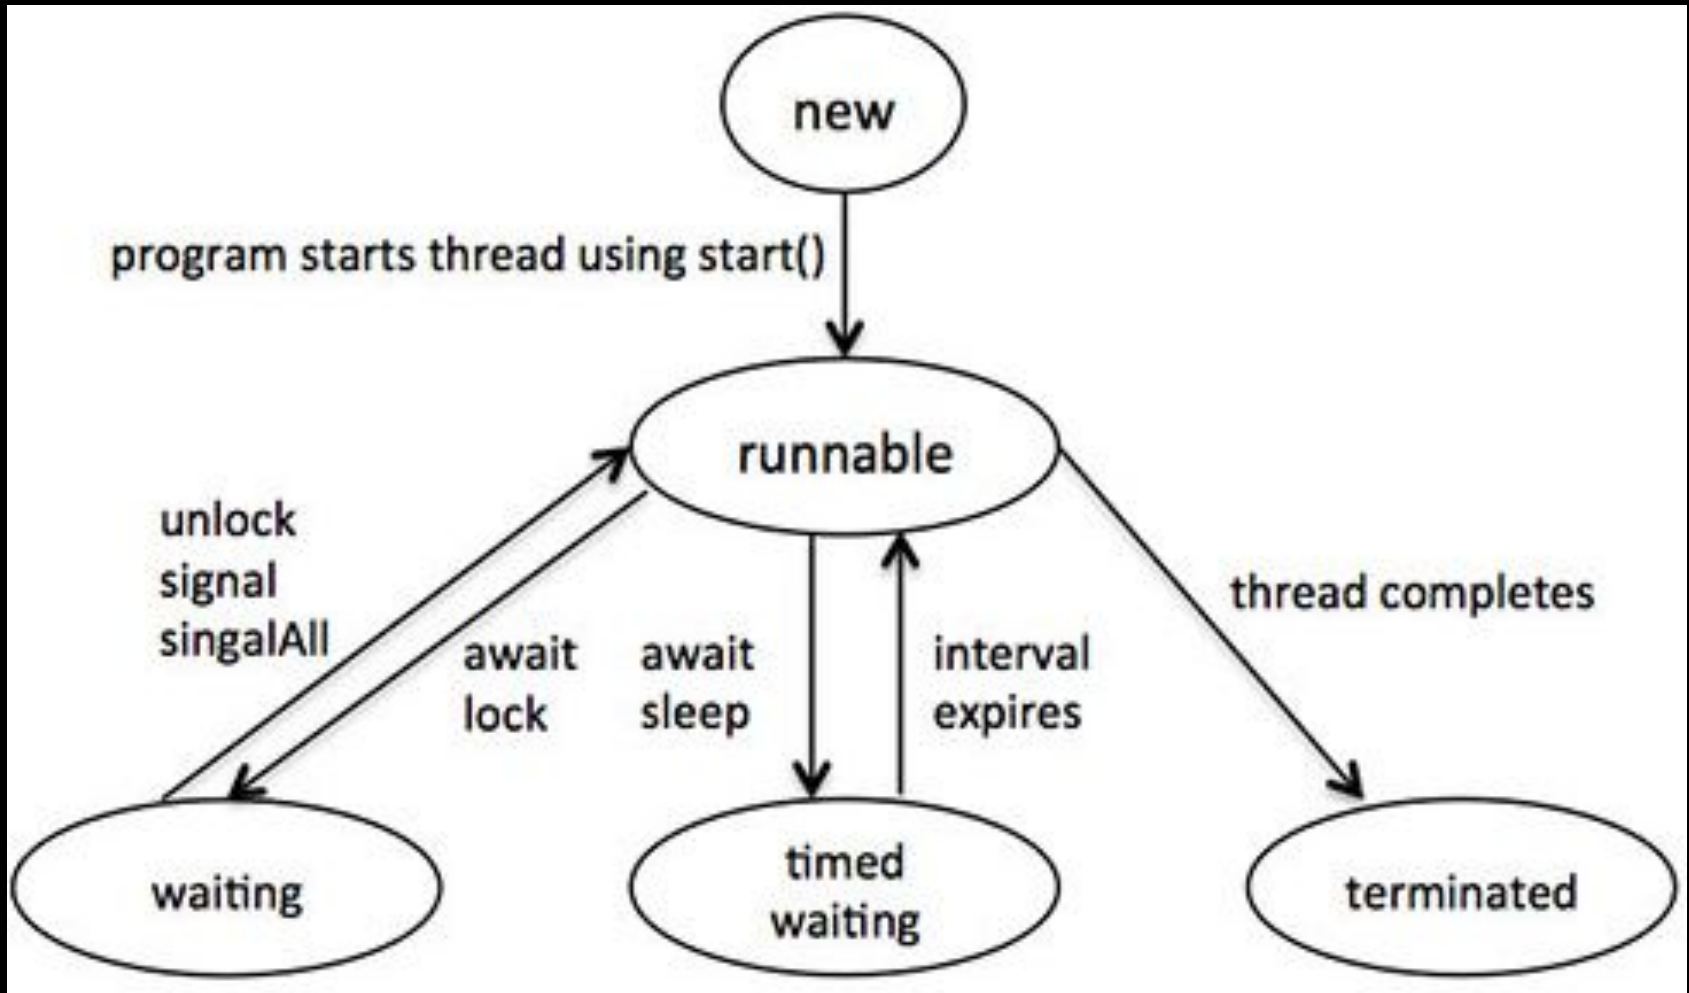 new
program starts thread using start()
runnable
unlock
signal
singalAll
await
lock
await
sleep
interval
expires
thread completes
waiting
timed
waiting
terminated